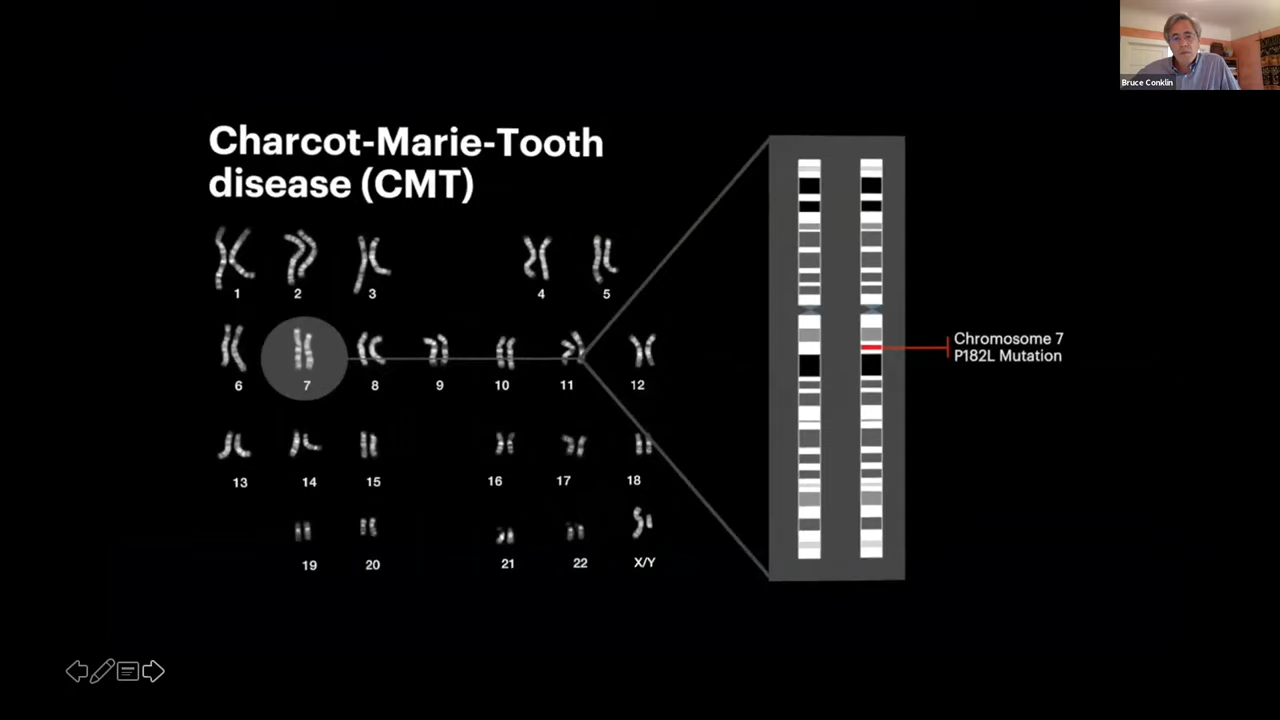 Bruce Conklin
Charcot-Marie-Tooth
disease (CMT)
1 2 3 4 5
6 7 8 9 10 11 12
13 14 15 16 17 18
19 20 21 22 X/Y
Chromosome 7
P182L Mutation